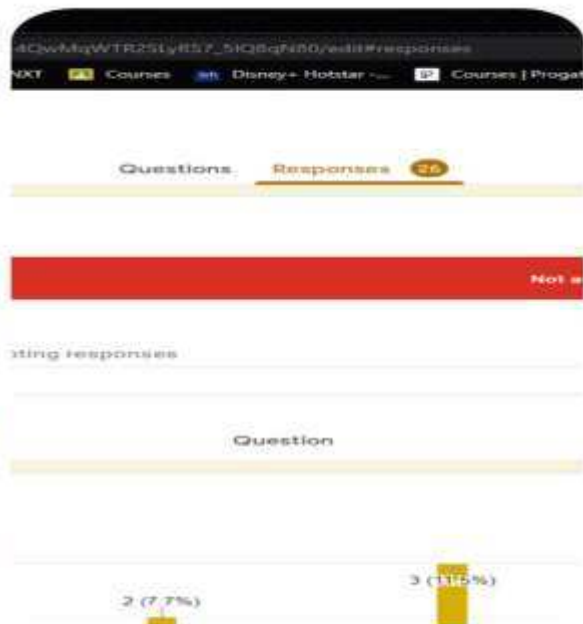 /edit#responses
NXT Courses Disney+ Hotstar -... Courses | Progat
Questions Responses 26
Not a
pting responses
Question
3 (11.5%)
2 (7.7%)